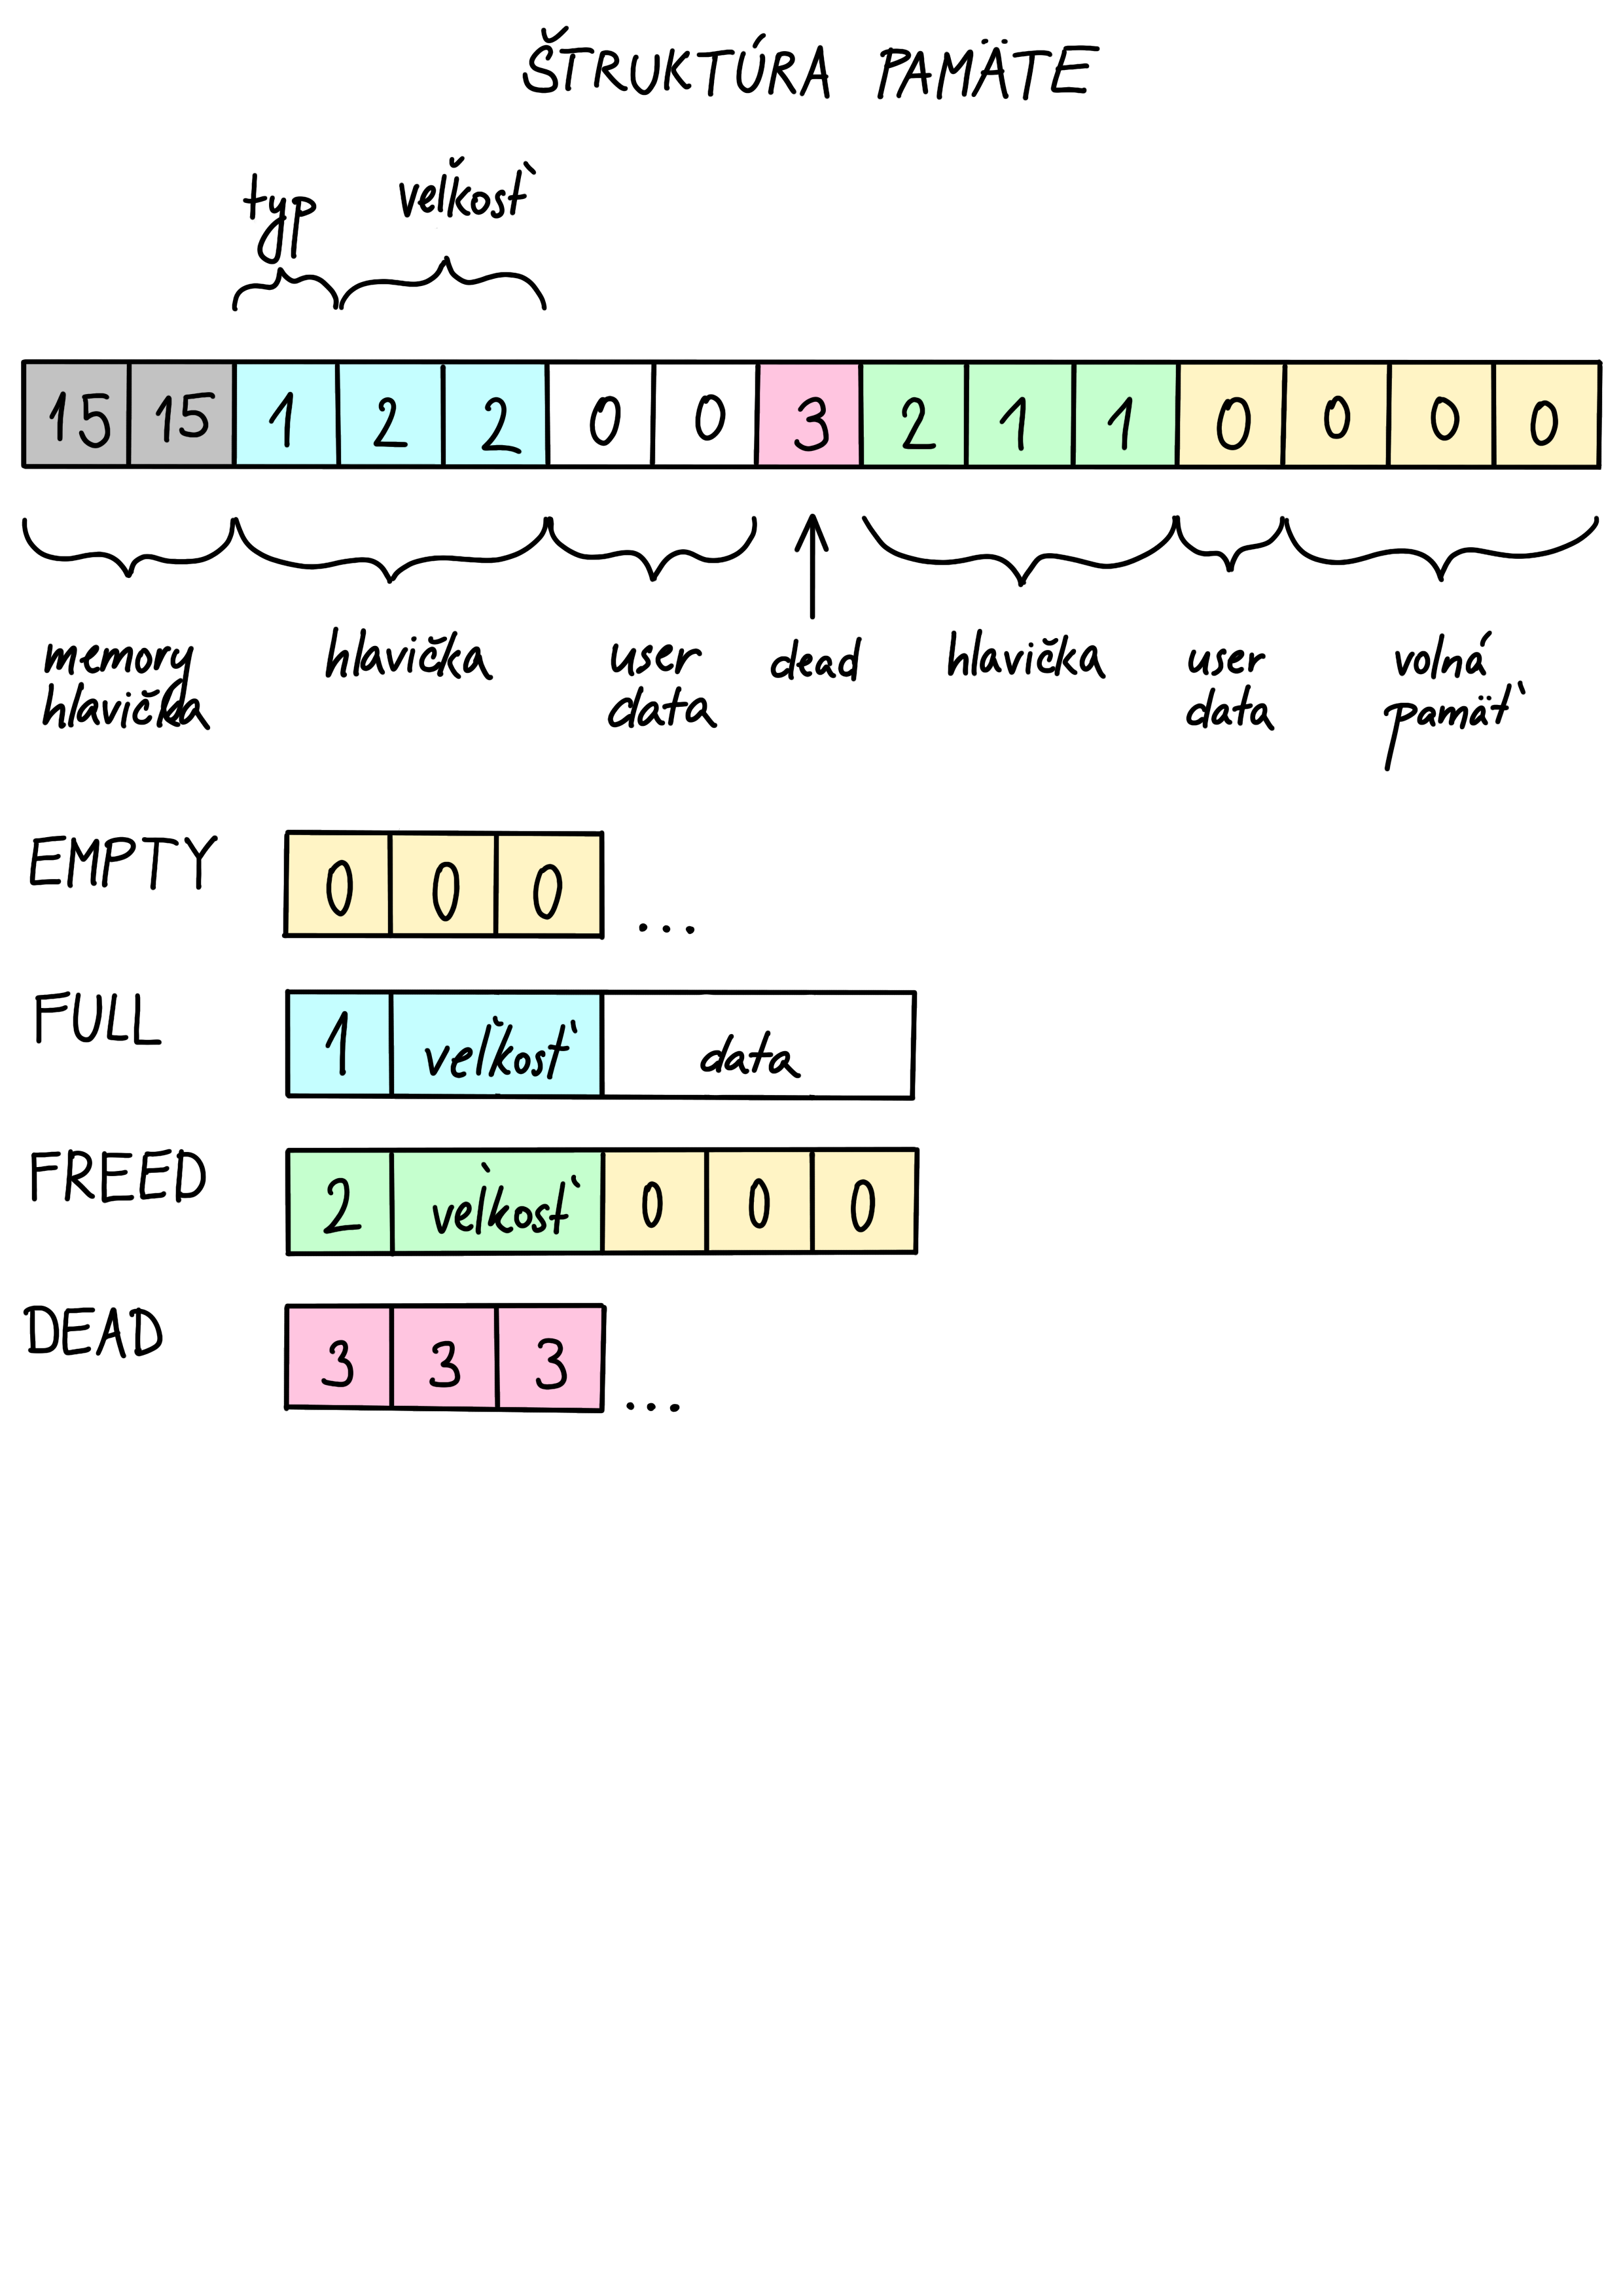 ŠTRUKTÚRA PAMÄTE
typ veľkosť
15 15 1 2 2 0 0 3 2 1 1 0 0 0 0
memory hlavička user dead hlavička user volná
hlavička data data pamäť
EMPTY 0 0 0 ...
FULL 1 veľkosť data
FREED 2 veľkosť 0 0 0
DEAD 3 3 3 ...